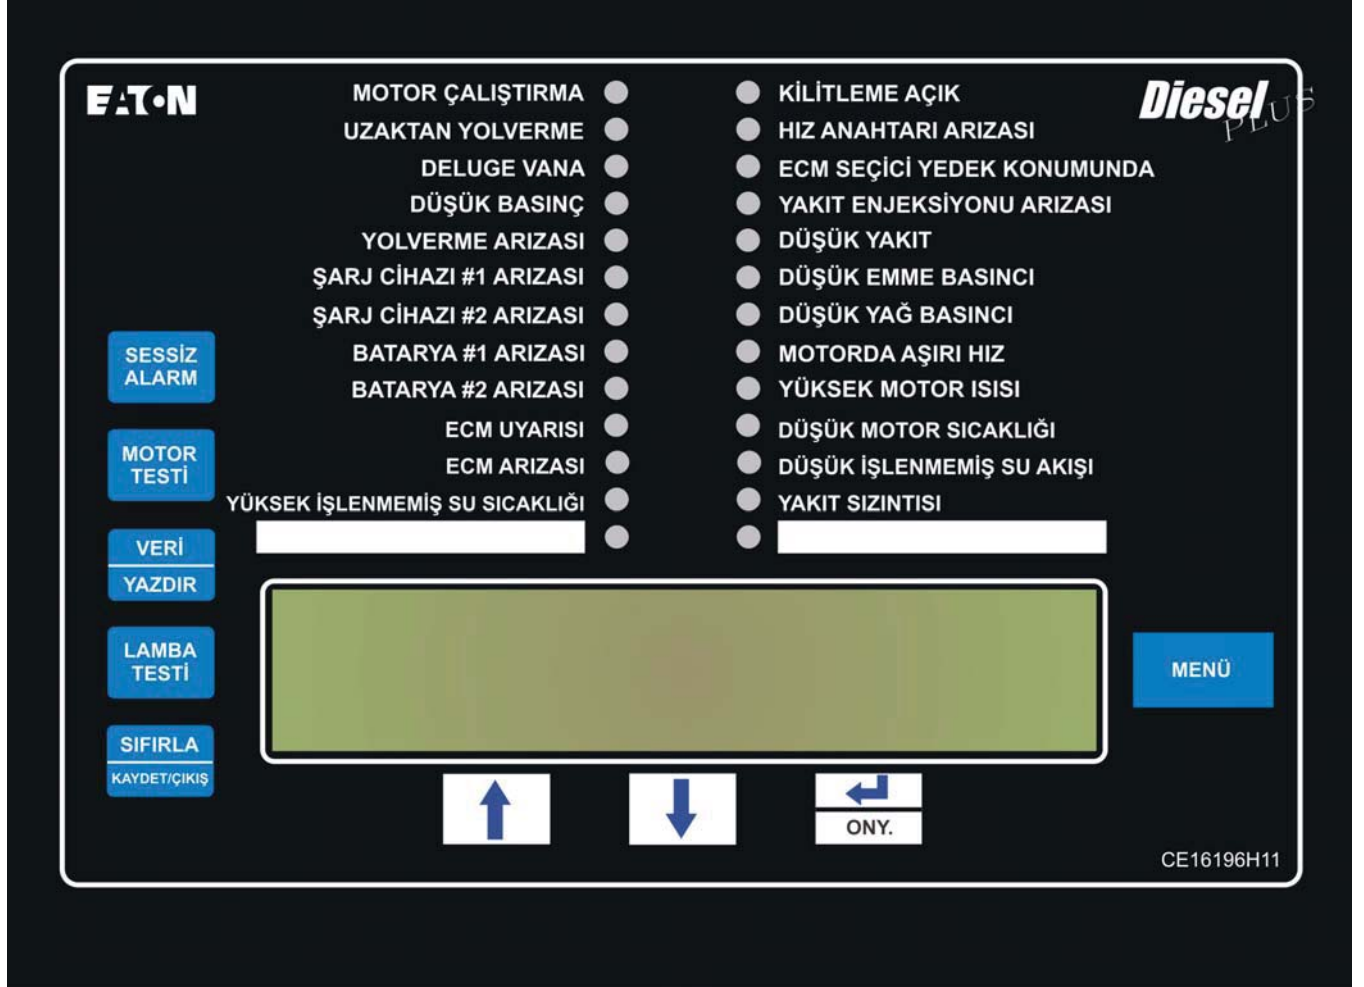 EATON
Diesel
PLUS
MOTOR ÇALIŞTIRMA
UZAKTAN YOLVERME
DELUGE VANA
DÜŞÜK BASINÇ
YOLVERME ARIZASI
ŞARJ CİHAZI #1 ARIZASI
ŞARJ CİHAZI #2 ARIZASI
BATARYA #1 ARIZASI
BATARYA #2 ARIZASI
ECM UYARISI
ECM ARIZASI
YÜKSEK İŞLENMEMİŞ SU SICAKLIĞI
KİLİTLEME AÇIK
HIZ ANAHTARI ARIZASI
ECM SEÇİCİ YEDEK KONUMUNDA
YAKIT ENJEKSİYONU ARIZASI
DÜŞÜK YAKIT
DÜŞÜK EMME BASINCI
DÜŞÜK YAĞ BASINCI
MOTORDA AŞIRI HIZ
YÜKSEK MOTOR ISISI
DÜŞÜK MOTOR SICAKLIĞI
DÜŞÜK İŞLENMEMİŞ SU AKIŞI
YAKIT SIZINTISI
SESSİZ
ALARM
MOTOR
TESTİ
VERİ
YAZDIR
LAMBA
TESTİ
SIFIRLA
KAYDET/ÇIKIŞ
MENÜ
ONY.
CE16196H11